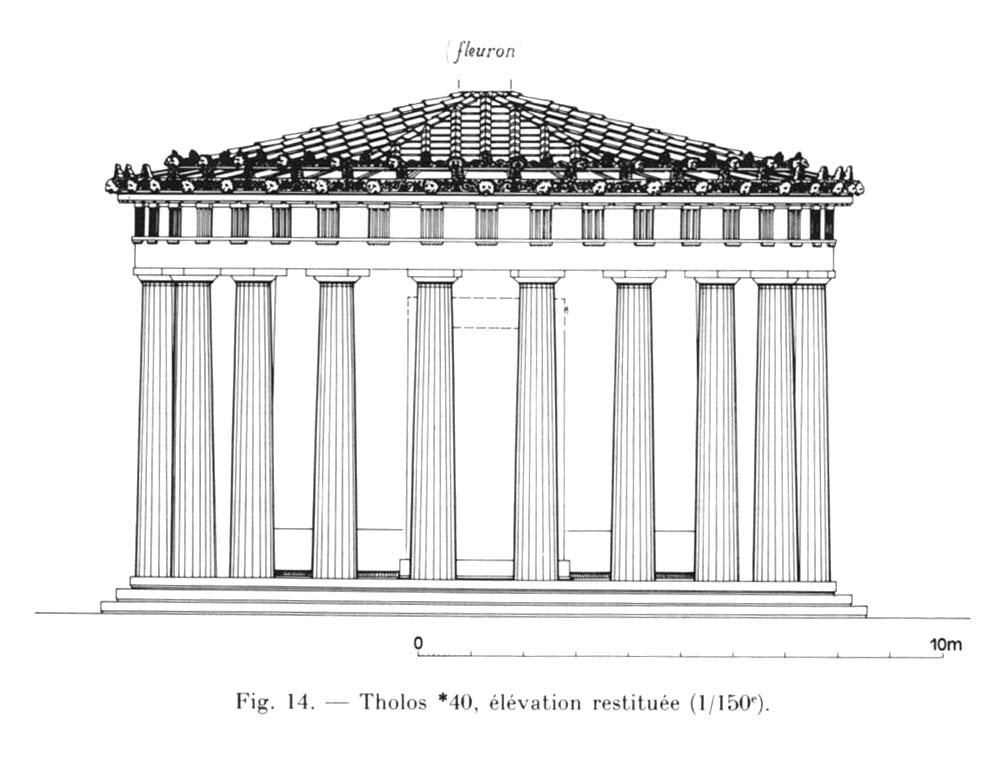 (fleuron
0 10m
Fig. 14. — Tholos *40, élévation restituée (1/150ᵉ).